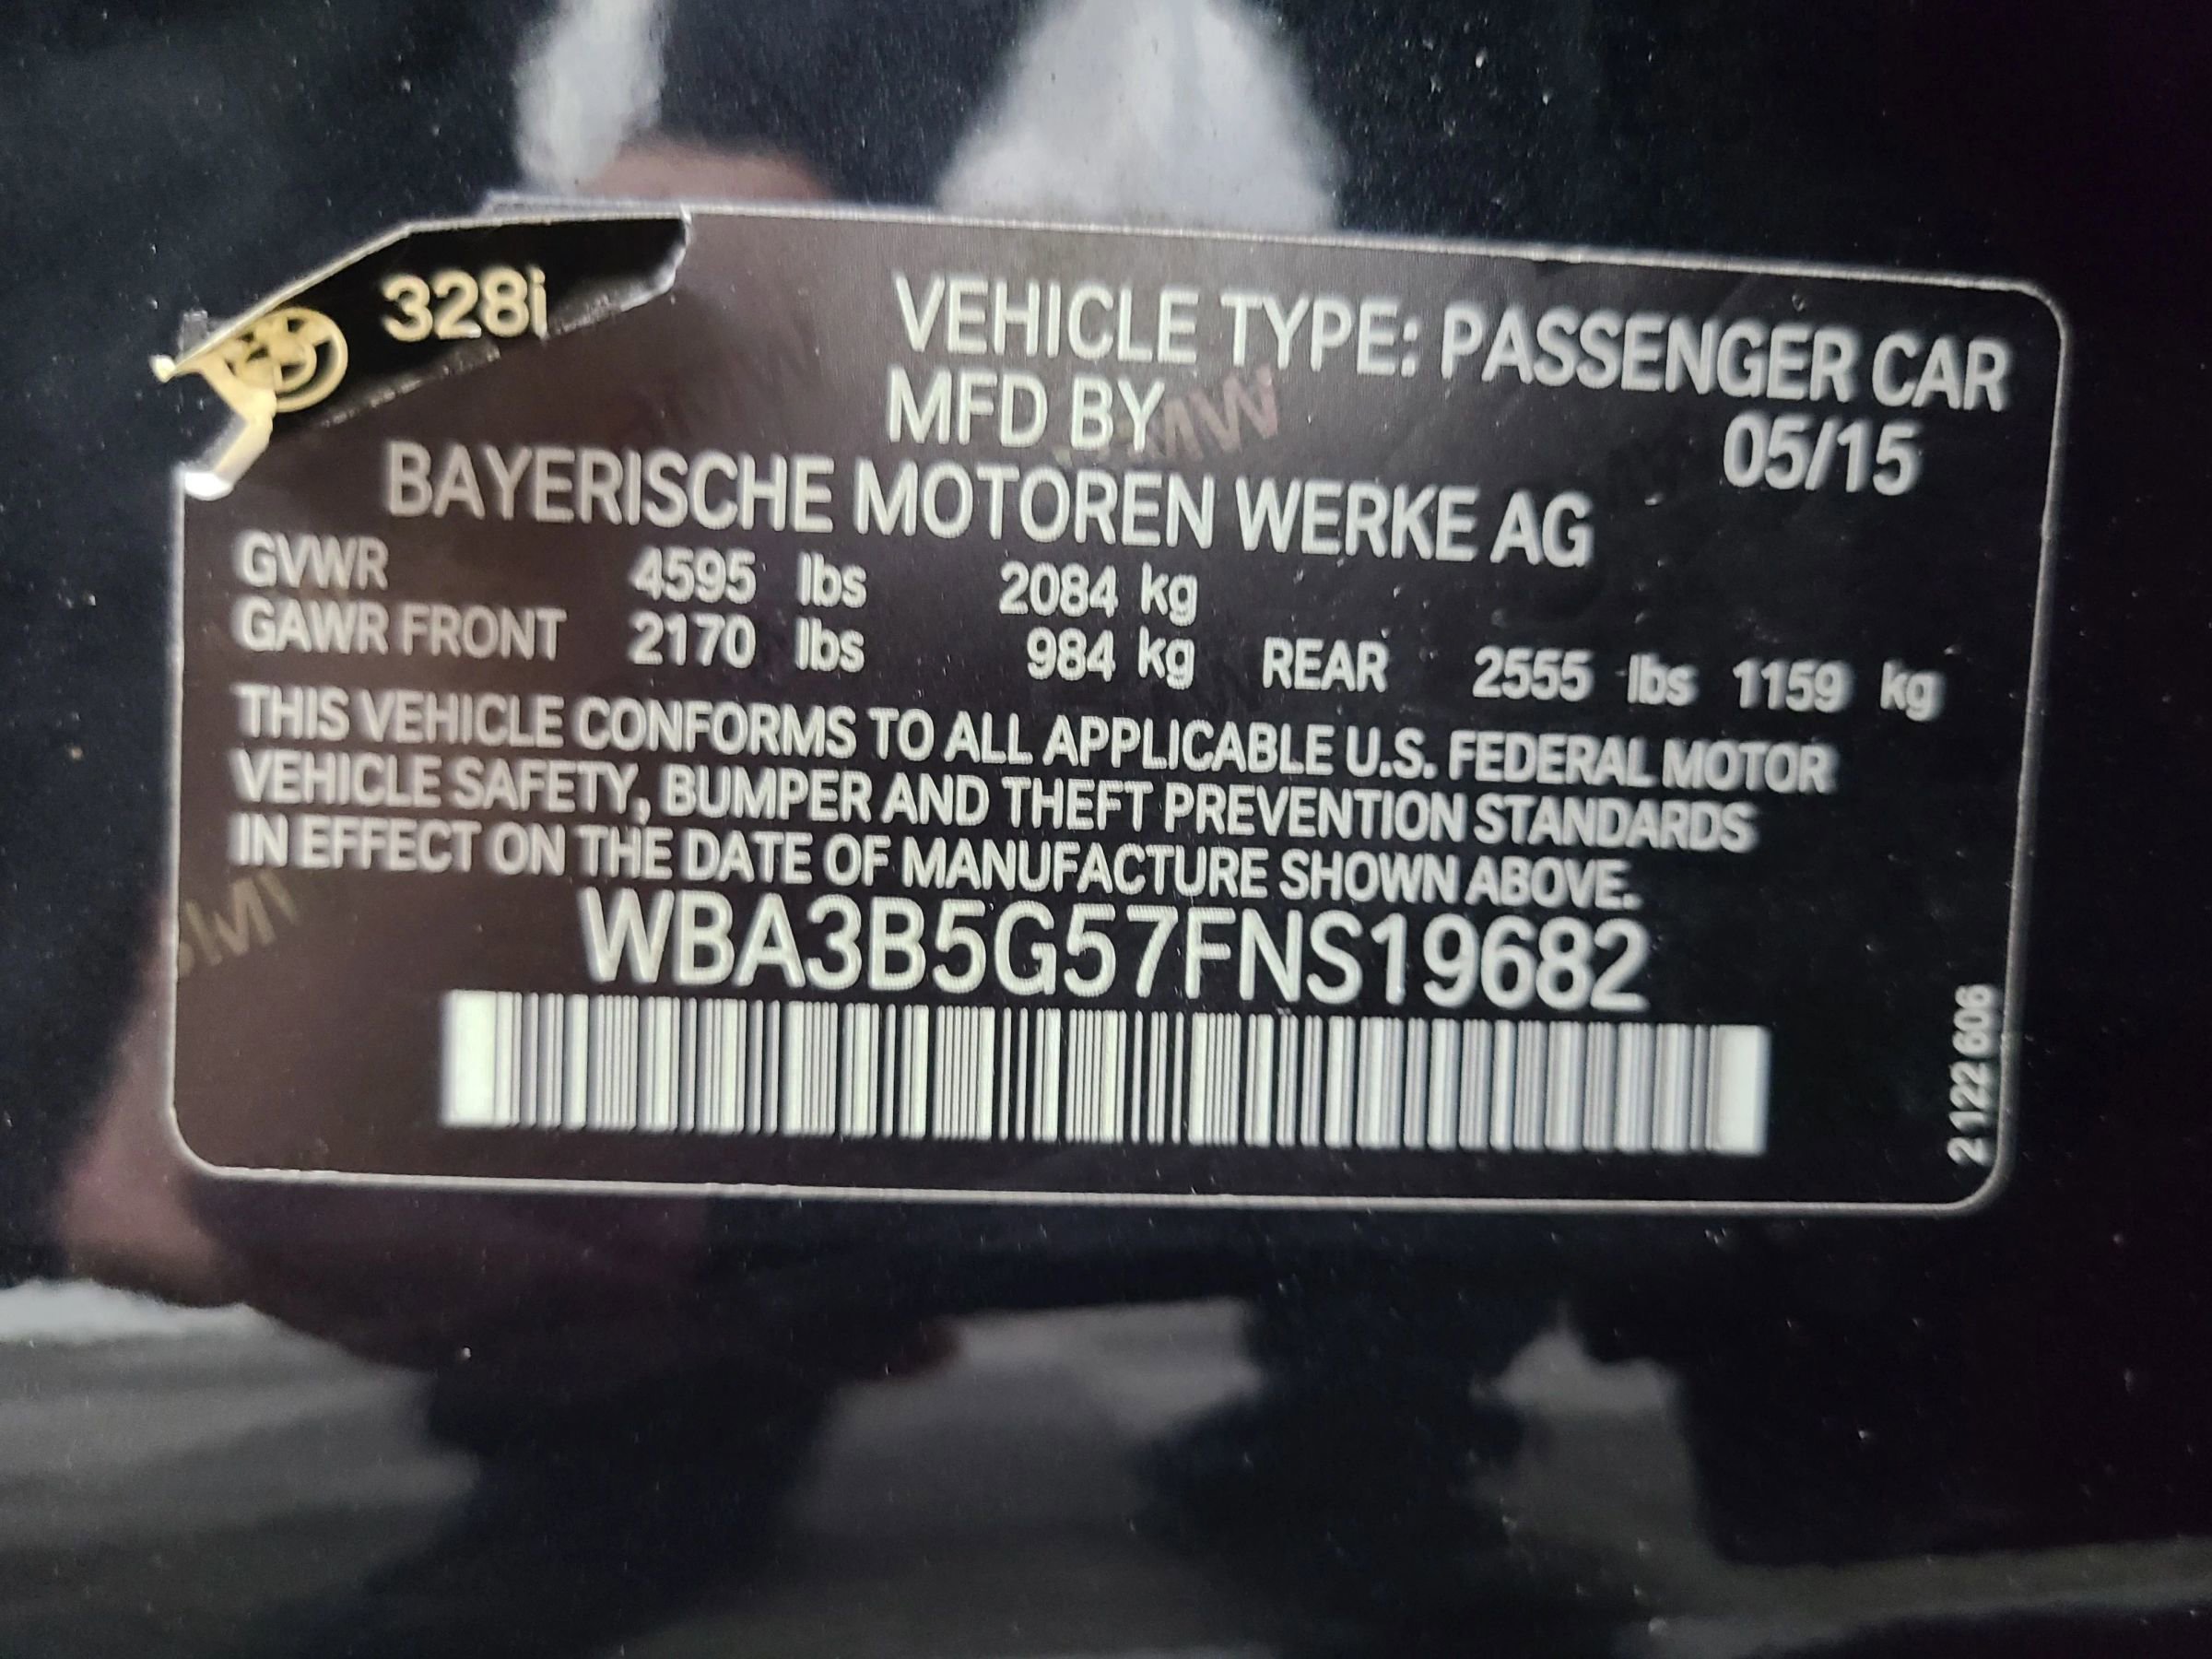 328i
VEHICLE TYPE: PASSENGER CAR
MFD BY 05/15
BAYERISCHE MOTOREN WERKE AG
GVWR 4595 lbs 2084 kg
GAWR FRONT 2170 lbs 984 kg REAR 2555 lbs 1159 kg
THIS VEHICLE CONFORMS TO ALL APPLICABLE U.S. FEDERAL MOTOR
VEHICLE SAFETY, BUMPER AND THEFT PREVENTION STANDARDS
IN EFFECT ON THE DATE OF MANUFACTURE SHOWN ABOVE.
WBA3B5G57FNS19682
2122 606